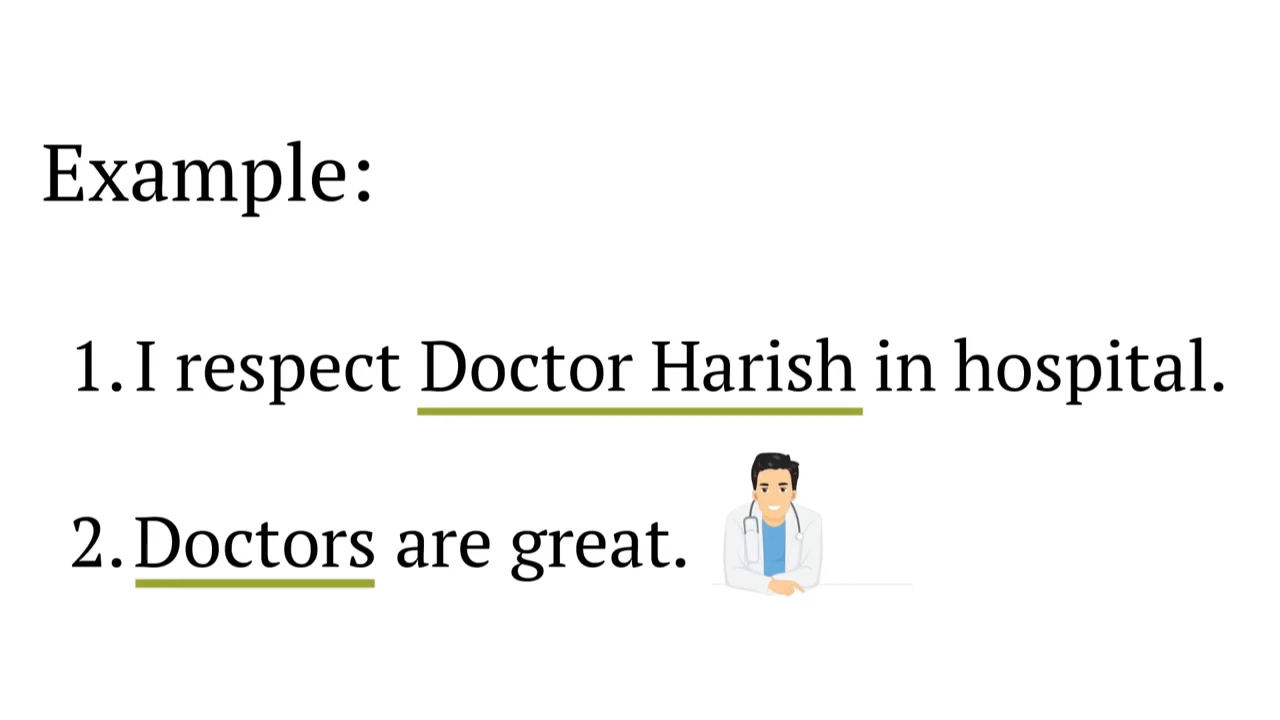 Example:
1. I respect Doctor Harish in hospital.
2. Doctors are great.